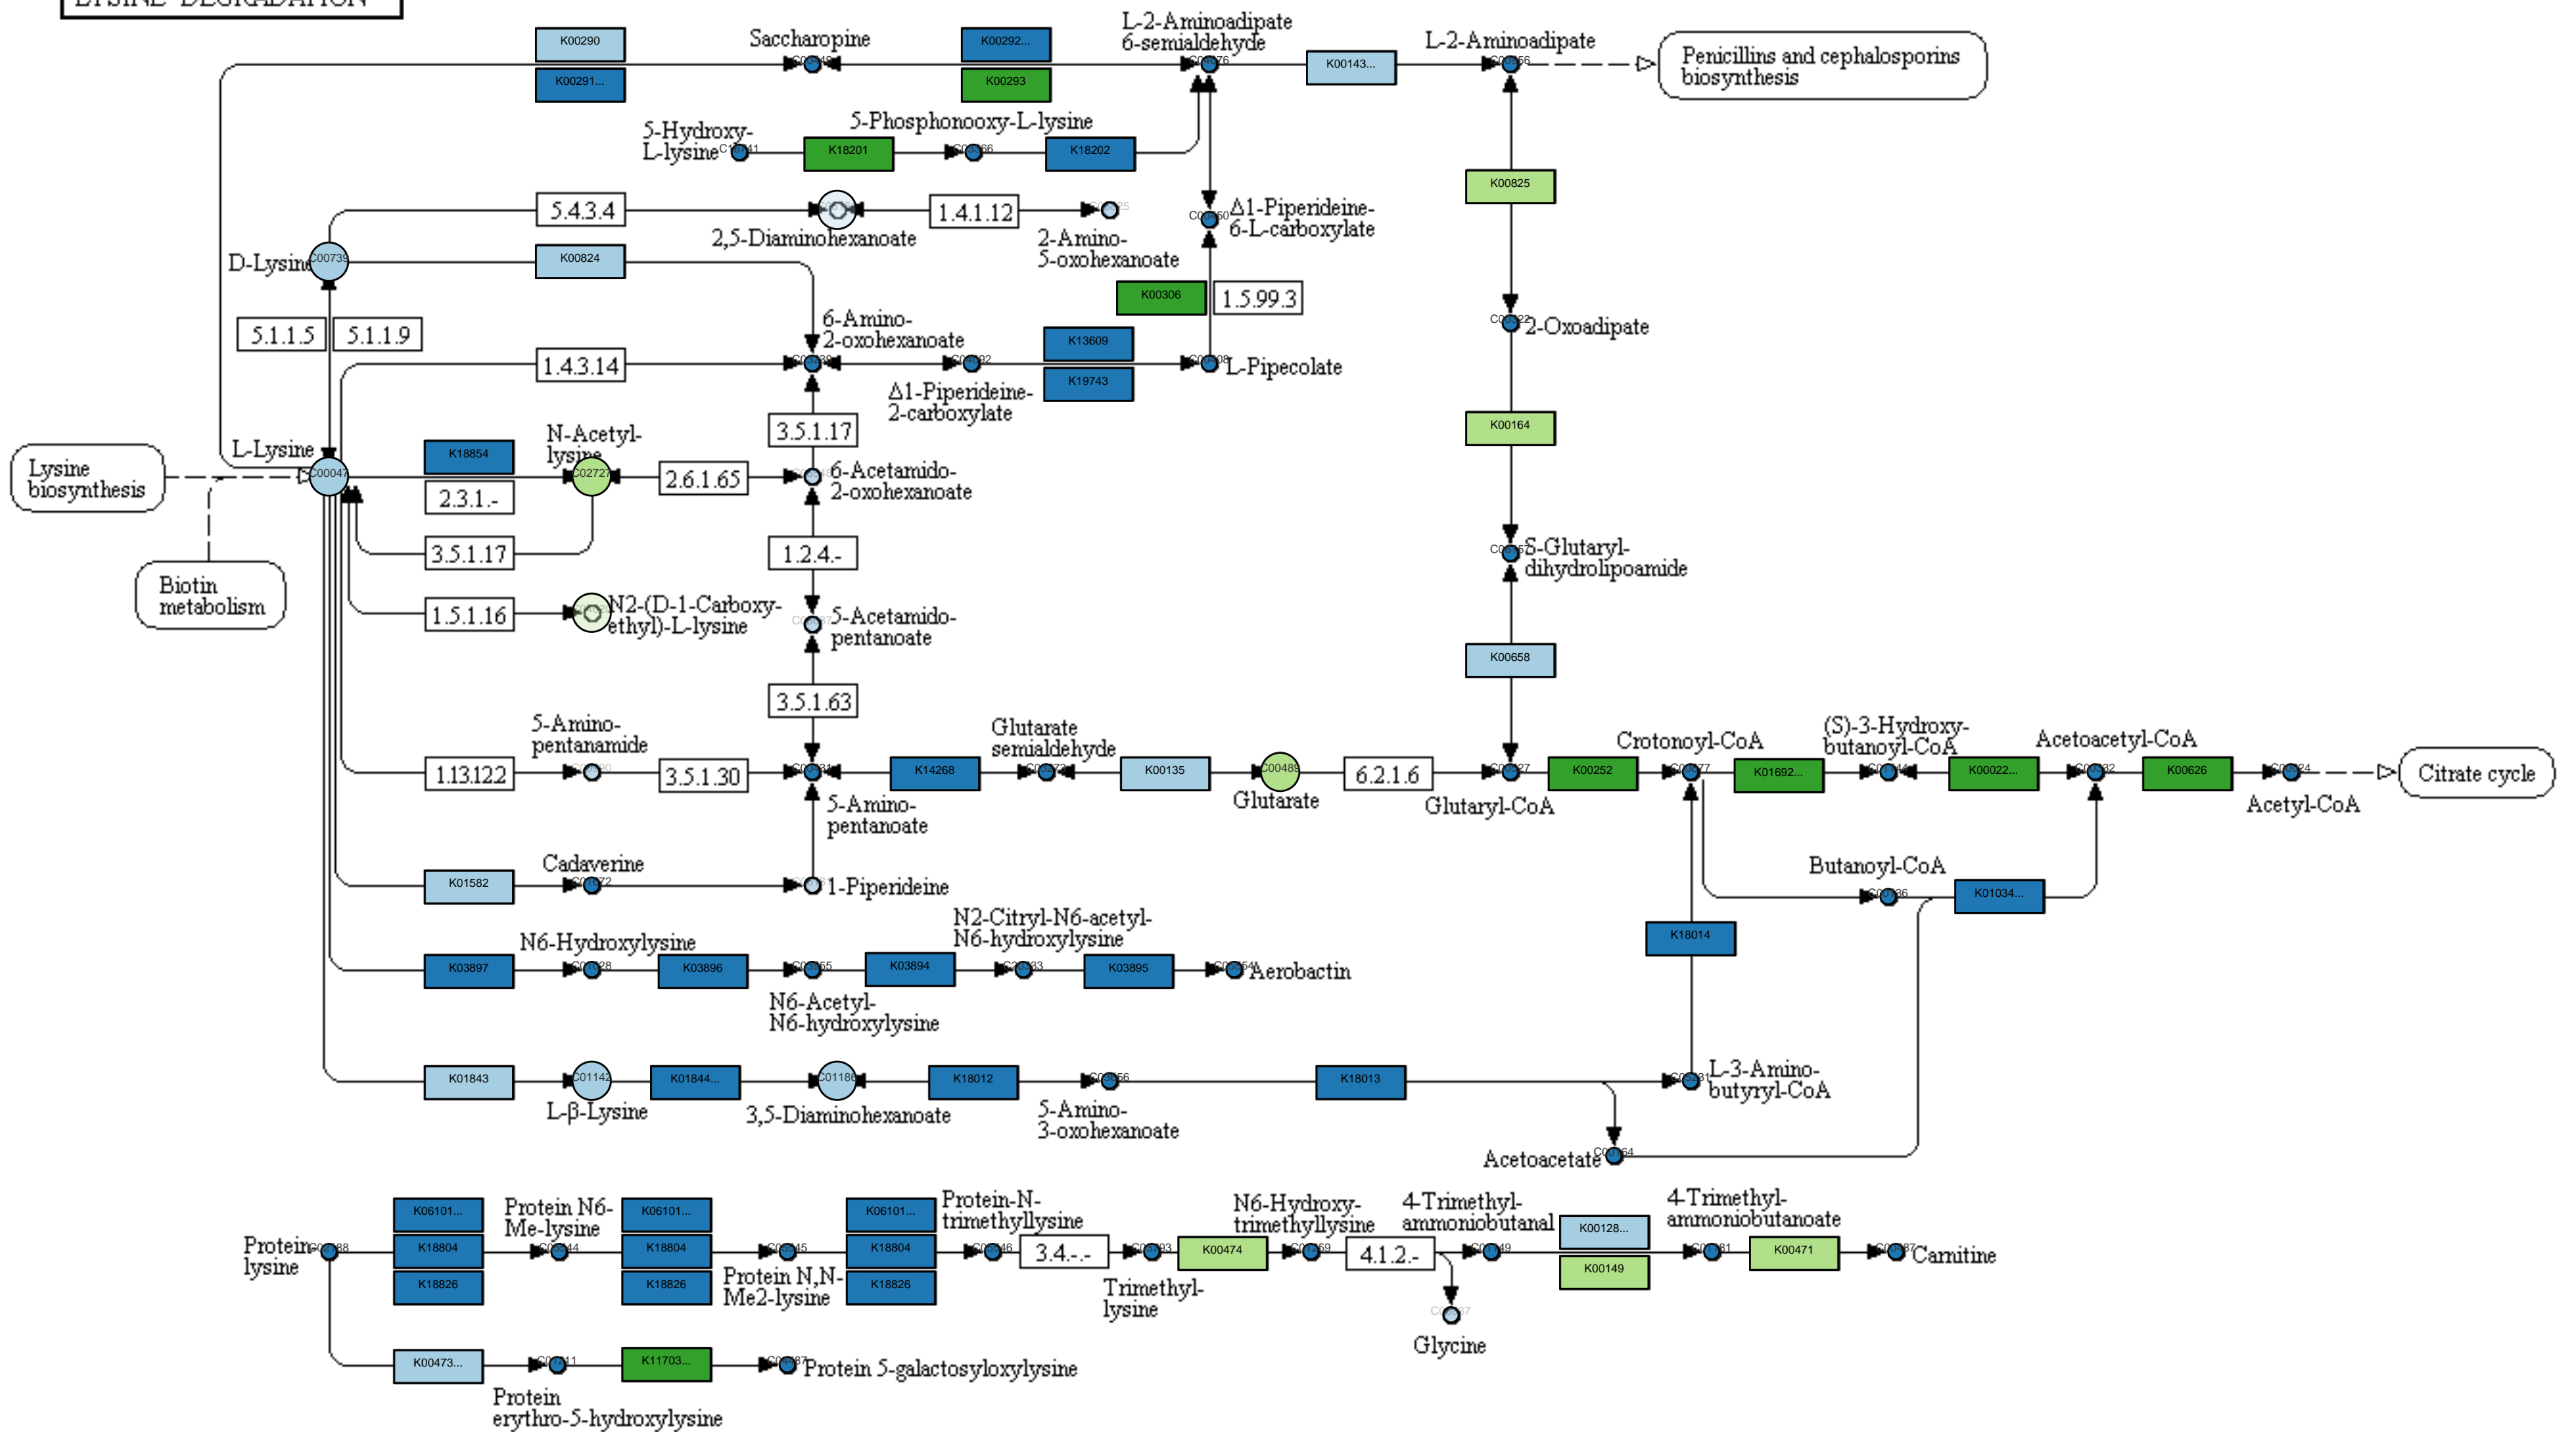 LYSINE DEGRADATION
K00290
Saccharopine
K00292...
L-2-Aminoadipate
6-semialdehyde
K00143...
L-2-Aminoadipate
Penicillins and cephalosporins
biosynthesis
K00291...
K00293
5-Hydroxy-
L-lysine
K18201
5-Phosphonooxy-L-lysine
K18202
K00825
5.4.3.4
2,5-Diaminohexanoate
1.4.1.12
2-Amino-
5-oxohexanoate
Δ1-Piperideine-
6-L-carboxylate
D-Lysine
C00739
K00824
K00306
1.5.99.3
5.1.1.5
5.1.1.9
6-Amino-
2-oxohexanoate
2-Oxoadipate
1.4.3.14
Δ1-Piperideine-
2-carboxylate
K13609
K19743
L-Pipecolate
3.5.1.17
K00164
Lysine
biosynthesis
L-Lysine
C00047
K18854
2.3.1.-
N-Acetyl-
lysine
C02727
2.6.1.65
6-Acetamido-
2-oxohexanoate
3.5.1.17
1.2.4.-
S-Glutaryl-
dihydrolipoamide
Biotin
metabolism
1.5.1.16
N2-(D-1-Carboxy-
ethyl)-L-lysine
5-Acetamido-
pentanoate
K00658
3.5.1.63
1.13.12.2
5-Amino-
pentanamide
3.5.1.30
5-Amino-
pentanoate
K14268
Glutarate
semialdehyde
K00135
C00489
Glutarate
6.2.1.6
Glutaryl-CoA
K00252
Crotonoyl-CoA
K01692...
(S)-3-Hydroxy-
butanoyl-CoA
K00022...
Acetoacetyl-CoA
K00626
Acetyl-CoA
Citrate cycle
K01582
Cadaverine
1-Piperideine
Butanoyl-CoA
K01034...
K18014
K03897
N6-Hydroxylysine
K03896
N6-Acetyl-
N6-hydroxylysine
K03894
N2-Citryl-N6-acetyl-
N6-hydroxylysine
K03895
Aerobactin
K01843
C01142
L-β-Lysine
K01844...
C01186
3,5-Diaminohexanoate
K18012
5-Amino-
3-oxohexanoate
K18013
L-3-Amino-
butyryl-CoA
Acetoacetate
Protein
lysine
K06101...
K18804
K18826
Protein N6-
Me-lysine
K06101...
K18804
K18826
Protein N,N-
Me2-lysine
K06101...
K18804
K18826
Protein-N-
trimethyllysine
3.4.-.-
Trimethyl-
lysine
K00474
N6-Hydroxy-
trimethyllysine
4.1.2.-
Glycine
4-Trimethyl-
ammoniobutanal
K00128...
K00149
4-Trimethyl-
ammoniobutanoate
K00471
Carnitine
K00473...
Protein
erythro-5-hydroxylysine
K11703...
Protein 5-galactosyloxylysine